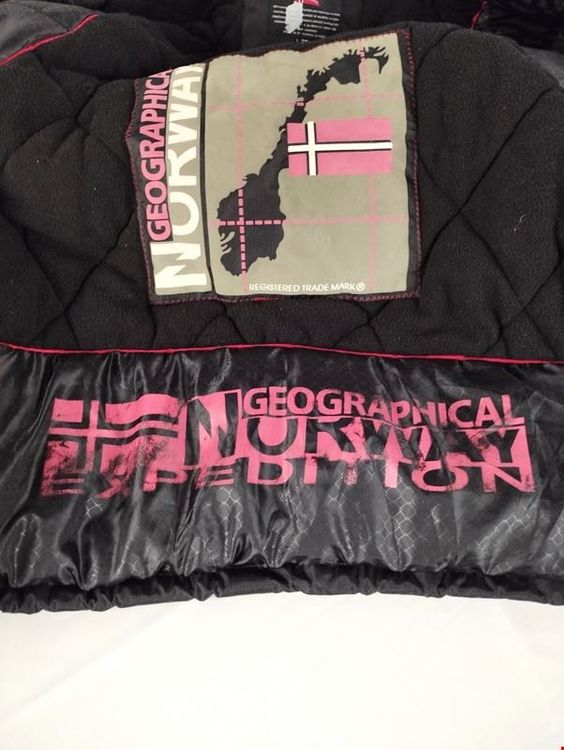 GEOGRAPHICAL
NORWAY
REGISTERED TRADE MARK ®
GEOGRAPHICAL
NORWAY
EXPEDITION